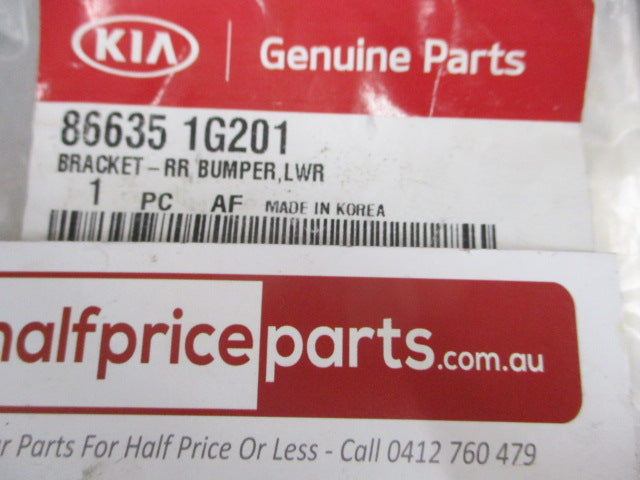 KIA Genuine Parts
86635 1G201
BRACKET-RR BUMPER,LWR
1 PC AF MADE IN KOREA
halfpriceparts.com.au
Parts For Half Price Or Less - Call 0412 760 479